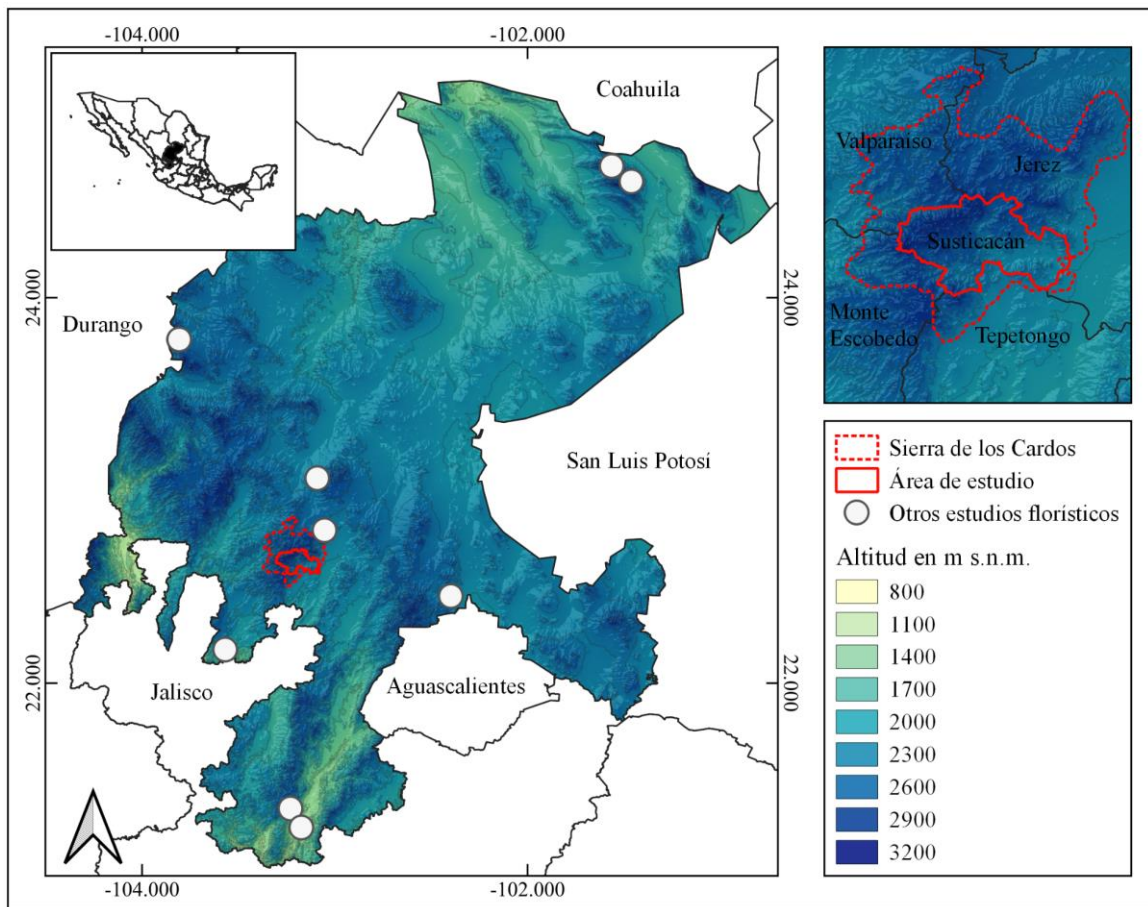 -104.000
-102.000
Coahuila
24.000
24.000
Durango
San Luis Potosí
22.000
22.000
Jalisco
Aguascalientes
-104.000
-102.000
Valparaíso
Jerez
Susticacán
Monte
Escobedo
Tepetongo
Sierra de los Cardos
Área de estudio
Otros estudios florísticos
Altitud en m s.n.m.
800
1100
1400
1700
2000
2300
2600
2900
3200